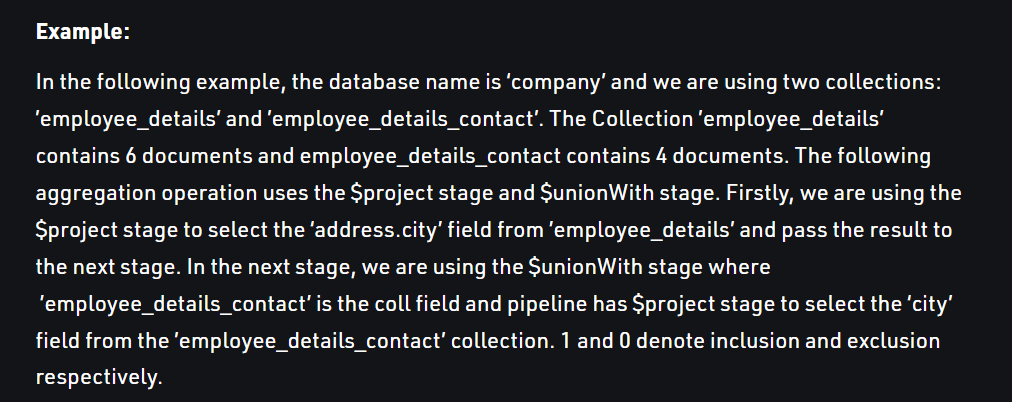 Example:
In the following example, the database name is ‘company’ and we are using two collections:
’employee_details’ and ’employee_details_contact’. The Collection ’employee_details’
contains 6 documents and employee_details_contact contains 4 documents. The following
aggregation operation uses the $project stage and $unionWith stage. Firstly, we are using the
$project stage to select the ‘address.city’ field from ’employee_details’ and pass the result to
the next stage. In the next stage, we are using the $unionWith stage where
’employee_details_contact’ is the coll field and pipeline has $project stage to select the ‘city’
field from the ’employee_details_contact’ collection. 1 and 0 denote inclusion and exclusion
respectively.